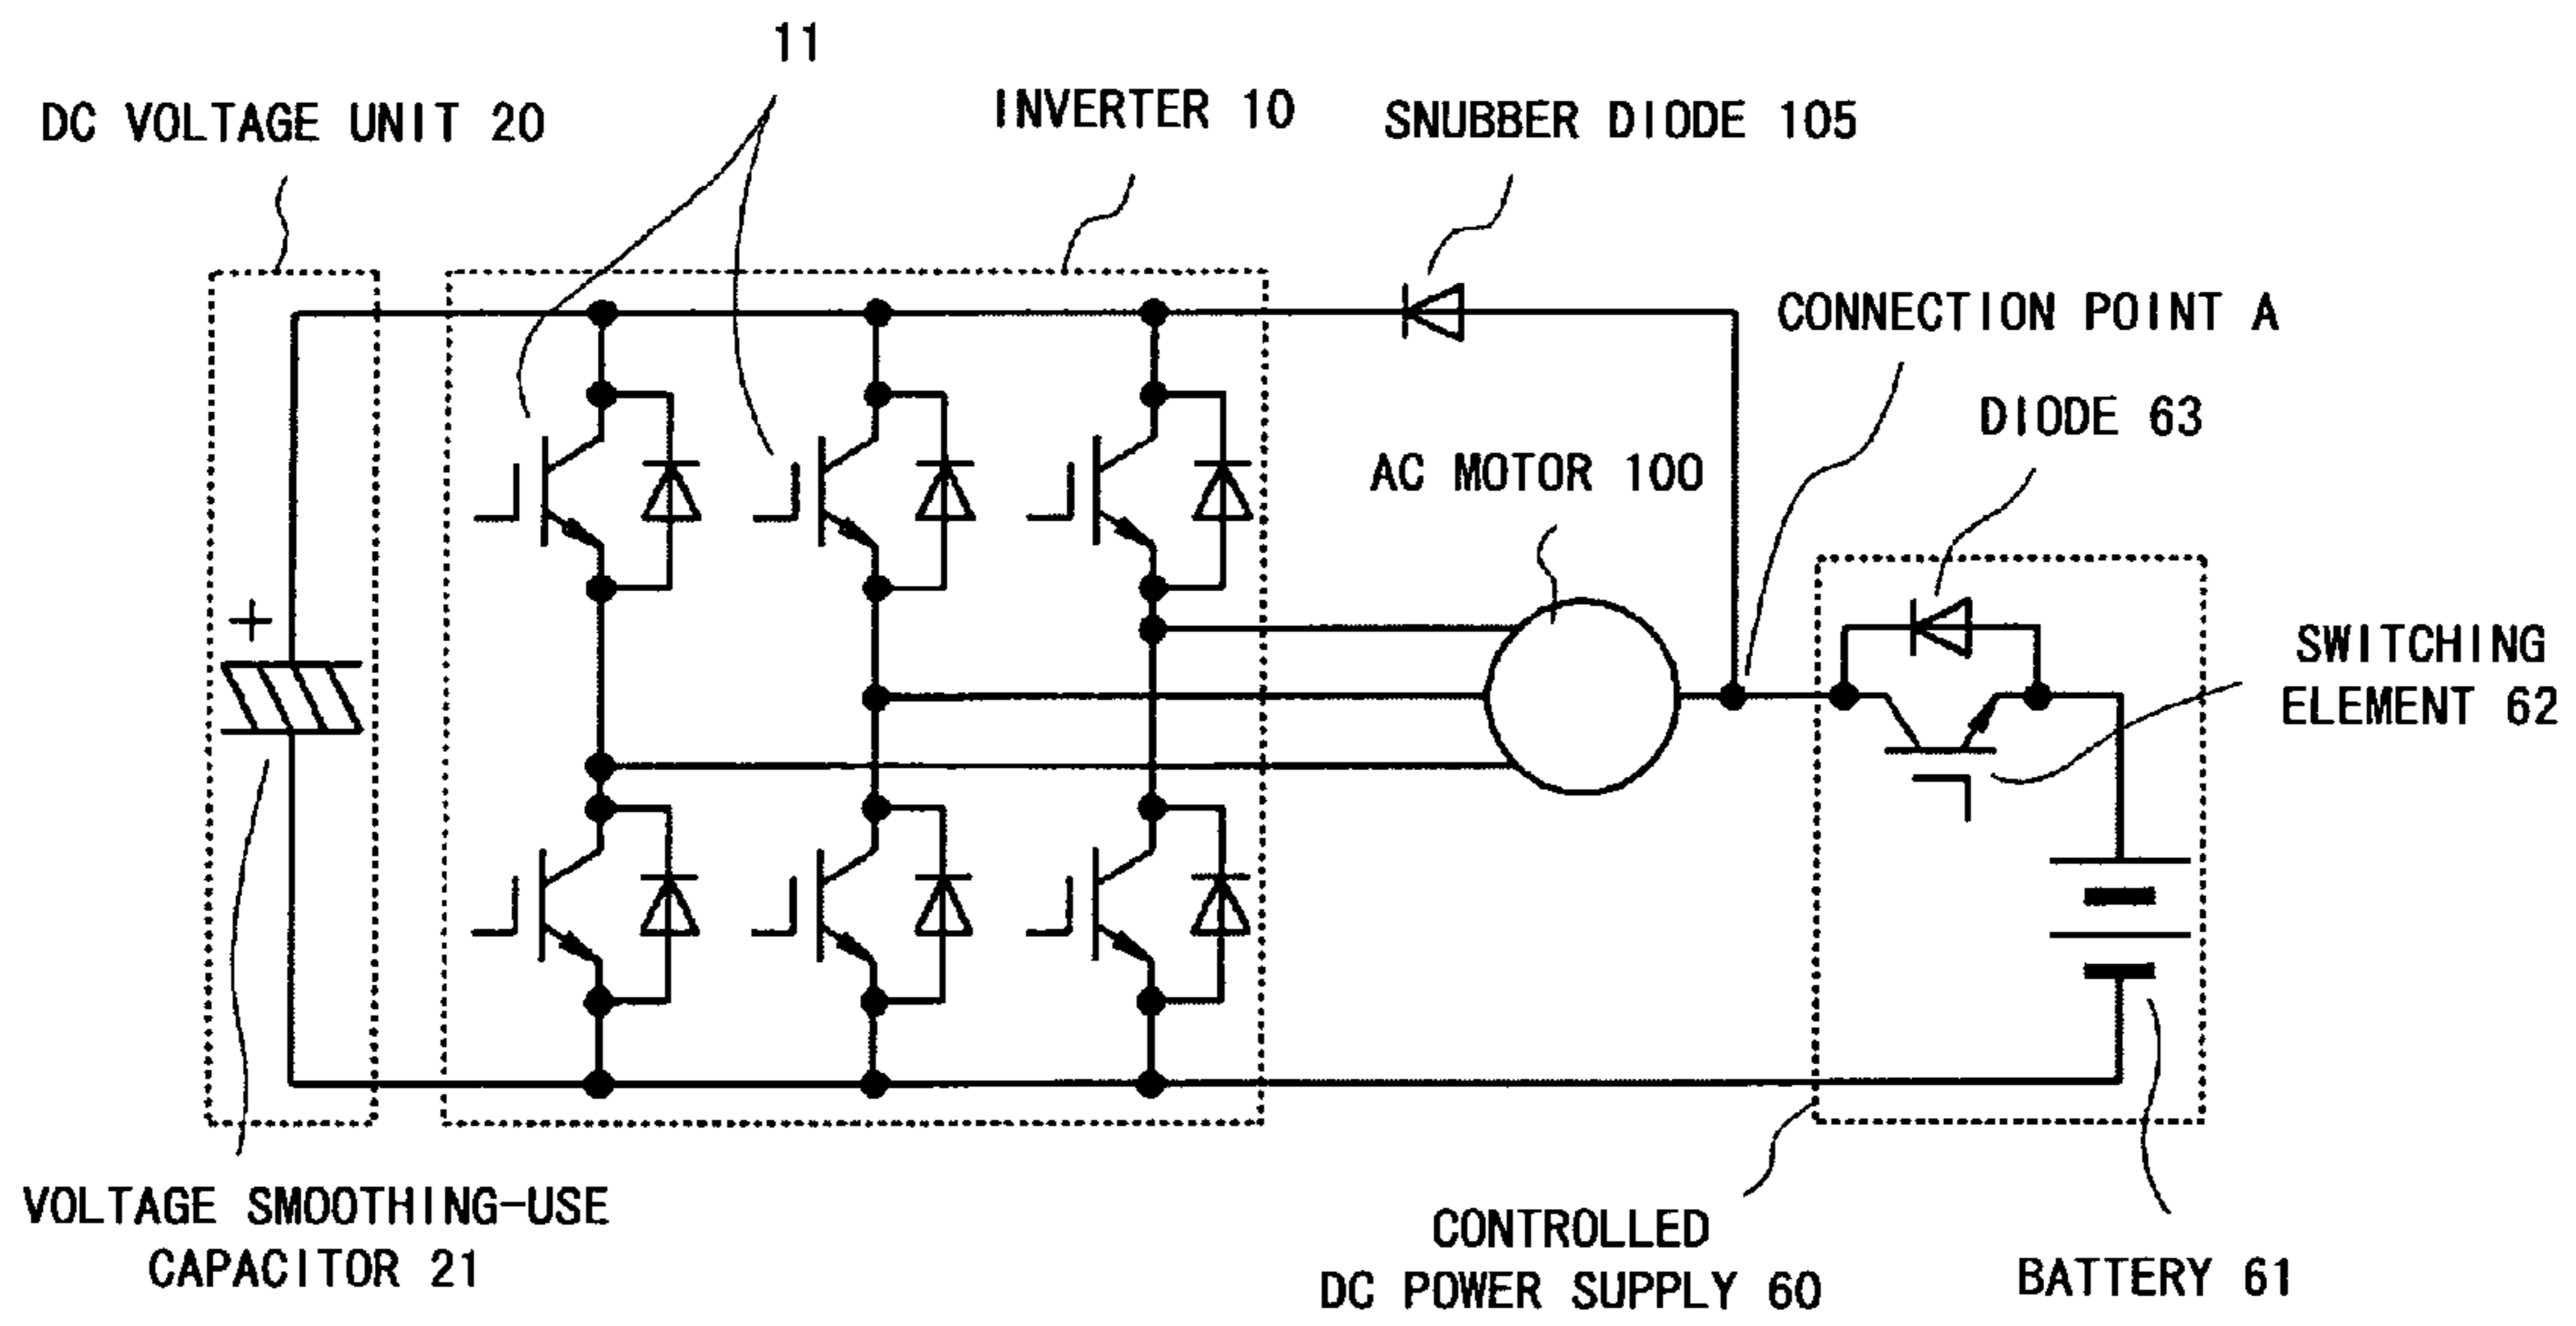 11
DC VOLTAGE UNIT 20
INVERTER 10
SNUBBER DIODE 105
CONNECTION POINT A
DIODE 63
AC MOTOR 100
SWITCHING
ELEMENT 62
+
VOLTAGE SMOOTHING-USE
CAPACITOR 21
CONTROLLED
DC POWER SUPPLY 60
BATTERY 61